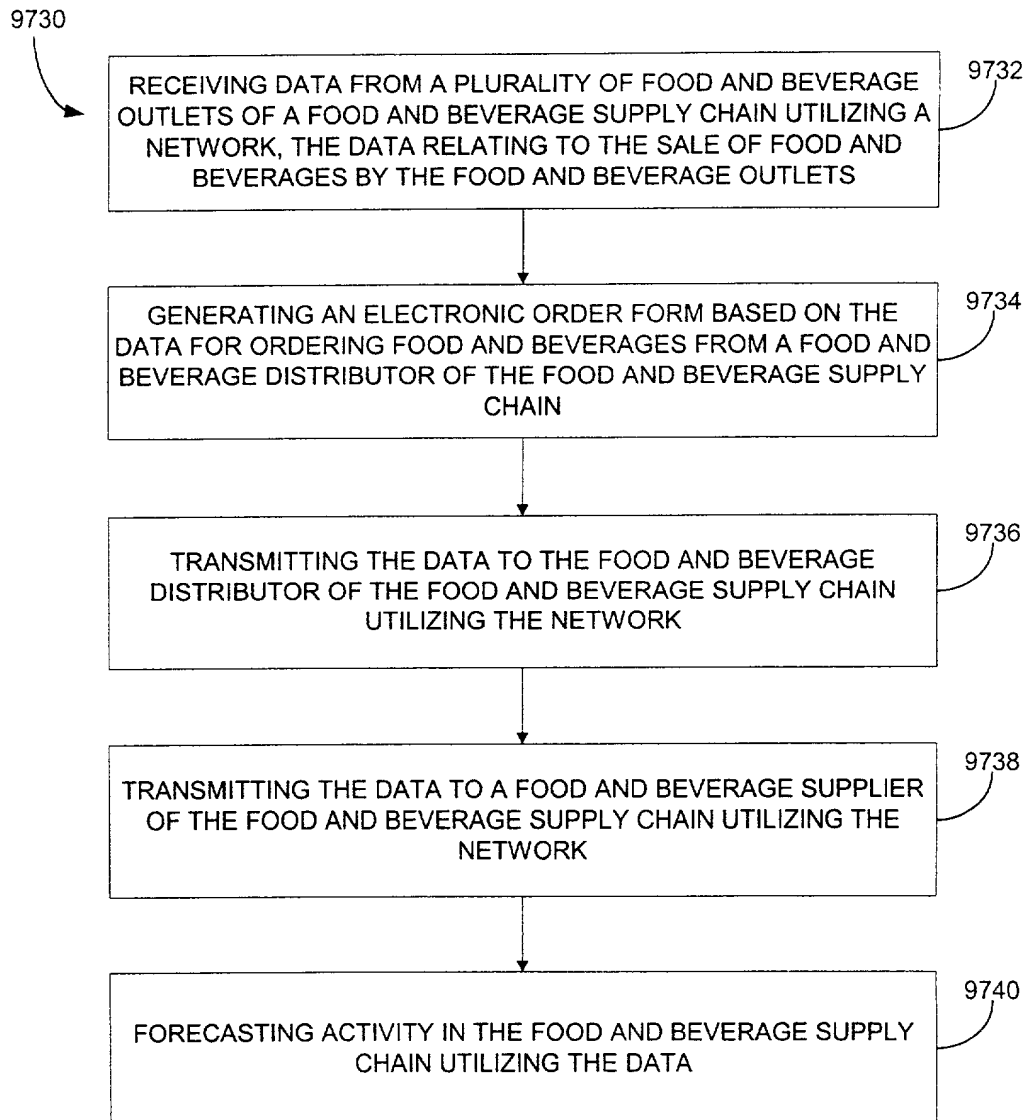 9730
RECEIVING DATA FROM A PLURALITY OF FOOD AND BEVERAGE
OUTLETS OF A FOOD AND BEVERAGE SUPPLY CHAIN UTILIZING A
NETWORK, THE DATA RELATING TO THE SALE OF FOOD AND
BEVERAGES BY THE FOOD AND BEVERAGE OUTLETS
9732
GENERATING AN ELECTRONIC ORDER FORM BASED ON THE
DATA FOR ORDERING FOOD AND BEVERAGES FROM A FOOD AND
BEVERAGE DISTRIBUTOR OF THE FOOD AND BEVERAGE SUPPLY
CHAIN
9734
TRANSMITTING THE DATA TO THE FOOD AND BEVERAGE
DISTRIBUTOR OF THE FOOD AND BEVERAGE SUPPLY CHAIN
UTILIZING THE NETWORK
9736
TRANSMITTING THE DATA TO A FOOD AND BEVERAGE SUPPLIER
OF THE FOOD AND BEVERAGE SUPPLY CHAIN UTILIZING THE
NETWORK
9738
FORECASTING ACTIVITY IN THE FOOD AND BEVERAGE SUPPLY
CHAIN UTILIZING THE DATA
9740